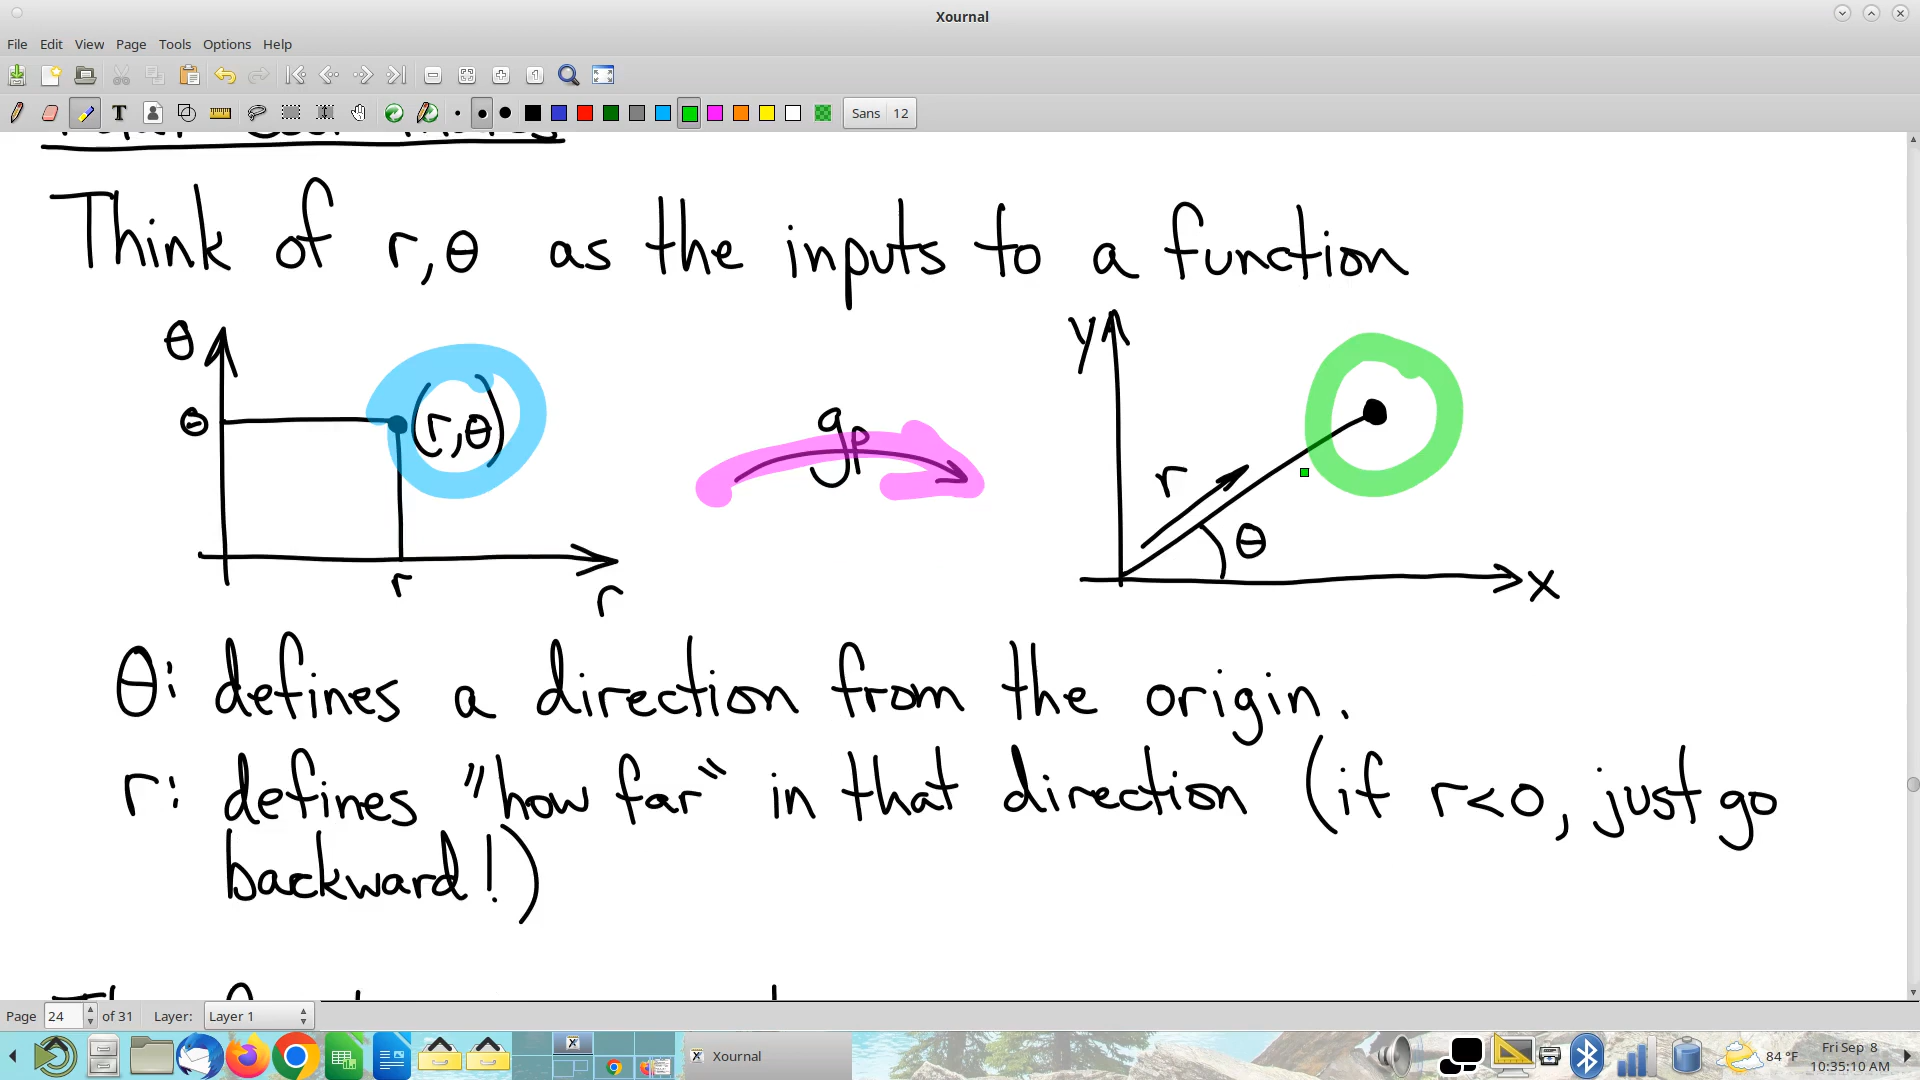 Xournal
File Edit View Page Tools Options Help
Sans 12
Think of r, θ as the inputs to a function
θ
y
θ
(r, θ)
gp
r
θ
r
r
x
θ: defines a direction from the origin.
r: defines "how far" in that direction (if r<0, just go
backward!)
Page 24 of 31 Layer: Layer 1
Xournal
84 °F
Fri Sep 8
10:35:10 AM